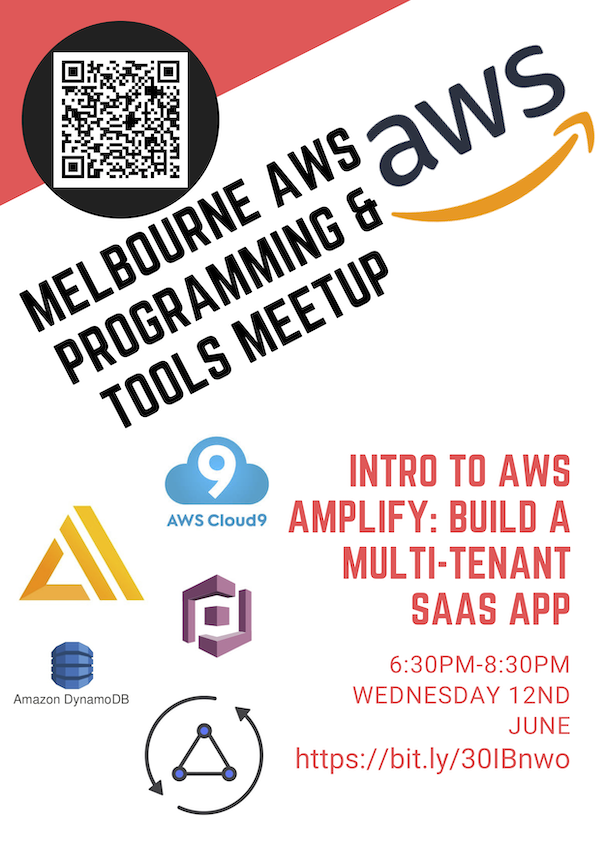 aws
MELBOURNE AWS
PROGRAMMING &
TOOLS MEETUP
9
AWS Cloud9
INTRO TO AWS
AMPLIFY: BUILD A
MULTI-TENANT
SAAS APP
Amazon DynamoDB
6:30PM-8:30PM
WEDNESDAY 12ND
JUNE
https://bit.ly/30IBnwo